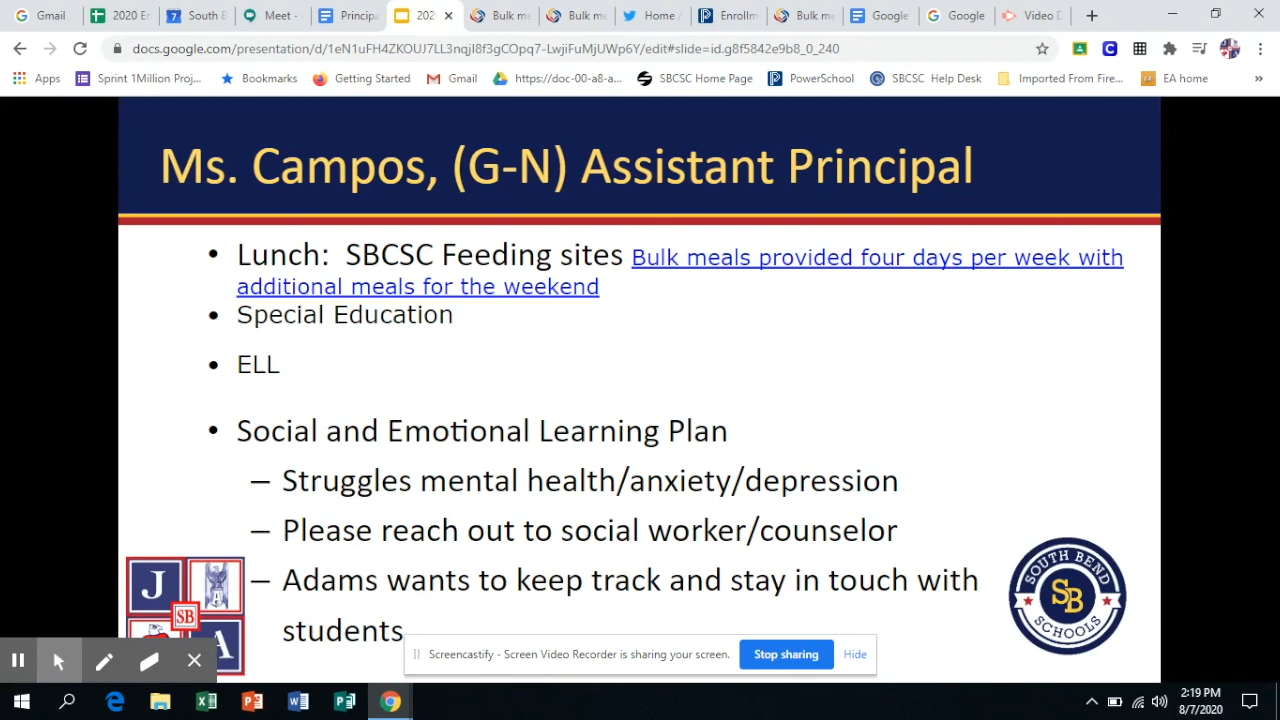 Gmail
2020 En
South B
Meet -
Principa
202(
Bulk me
Bulk me
Home /
Enrollm
Bulk me
Google
Google
Video D
docs.google.com/presentation/d/1eN1uFH4ZKOUJ7LL3nqjI8f3gCOpq7-LwjiFuMjUWp6Y/edit#slide=id.g8f5842e9b8_0_240
Apps
Sprint 1Million Proj...
Bookmarks
Getting Started
Gmail
https://doc-00-a8-a...
SBCSC Home Page
PowerSchool
SBCSC Help Desk
Imported From Fire...
EA home
Ms. Campos, (G-N) Assistant Principal
• Lunch: SBCSC Feeding sites Bulk meals provided four days per week with
additional meals for the weekend
• Special Education
• ELL
• Social and Emotional Learning Plan
– Struggles mental health/anxiety/depression
– Please reach out to social worker/counselor
– Adams wants to keep track and stay in touch with
students
J
SB
A
SOUTH BEND
SB
SCHOOLS
Screencastify - Screen Video Recorder is sharing your screen.
Stop sharing
Hide
2:19 PM
8/7/2020